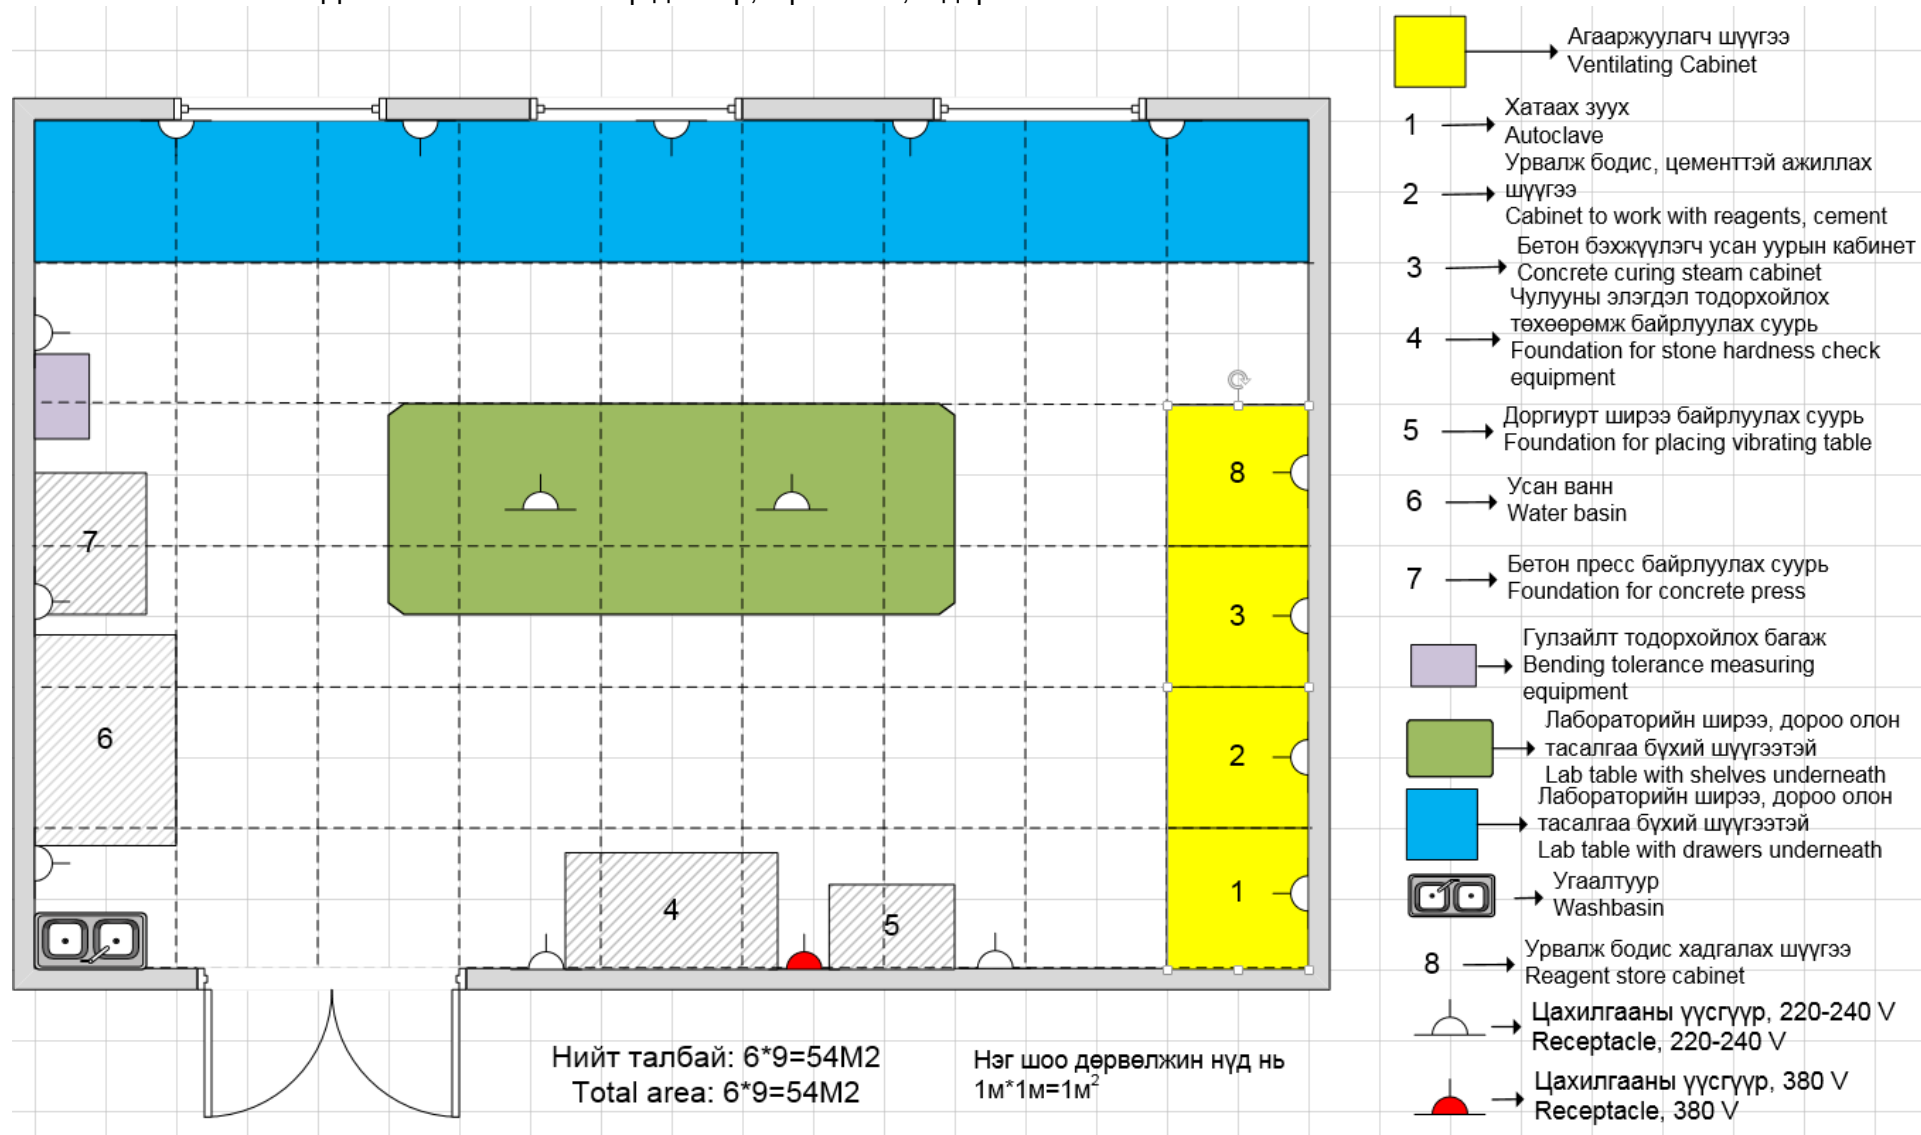 8
7
3
6
2
1
4
5
Нийт талбай: 6*9=54М2
Total area: 6*9=54M2
Нэг шоо дөрвөлжин нүд нь
1м*1м=1м²
Агааржуулагч шүүгээ
Ventilating Cabinet
1
Хатаах зуух
Autoclave
2
Урвалж бодис, цементтэй ажиллах
шүүгээ
Cabinet to work with reagents, cement
3
Бетон бэхжүүлэгч усан уурын кабинет
Concrete curing steam cabinet
4
Чулууны элэгдэл тодорхойлох
төхөөрөмж байрлуулах суурь
Foundation for stone hardness check
equipment
5
Доргиурт ширээ байрлуулах суурь
Foundation for placing vibrating table
6
Усан ванн
Water basin
7
Бетон пресс байрлуулах суурь
Foundation for concrete press
Гулзайлт тодорхойлох багаж
Bending tolerance measuring
equipment
Лабораторийн ширээ, дороо олон
тасалгаа бүхий шүүгээтэй
Lab table with shelves underneath
Лабораторийн ширээ, дороо олон
тасалгаа бүхий шүүгээтэй
Lab table with drawers underneath
Угаалтуур
Washbasin
8
Урвалж бодис хадгалах шүүгээ
Reagent store cabinet
Цахилгааны үүсгүүр, 220-240 V
Receptacle, 220-240 V
Цахилгааны үүсгүүр, 380 V
Receptacle, 380 V